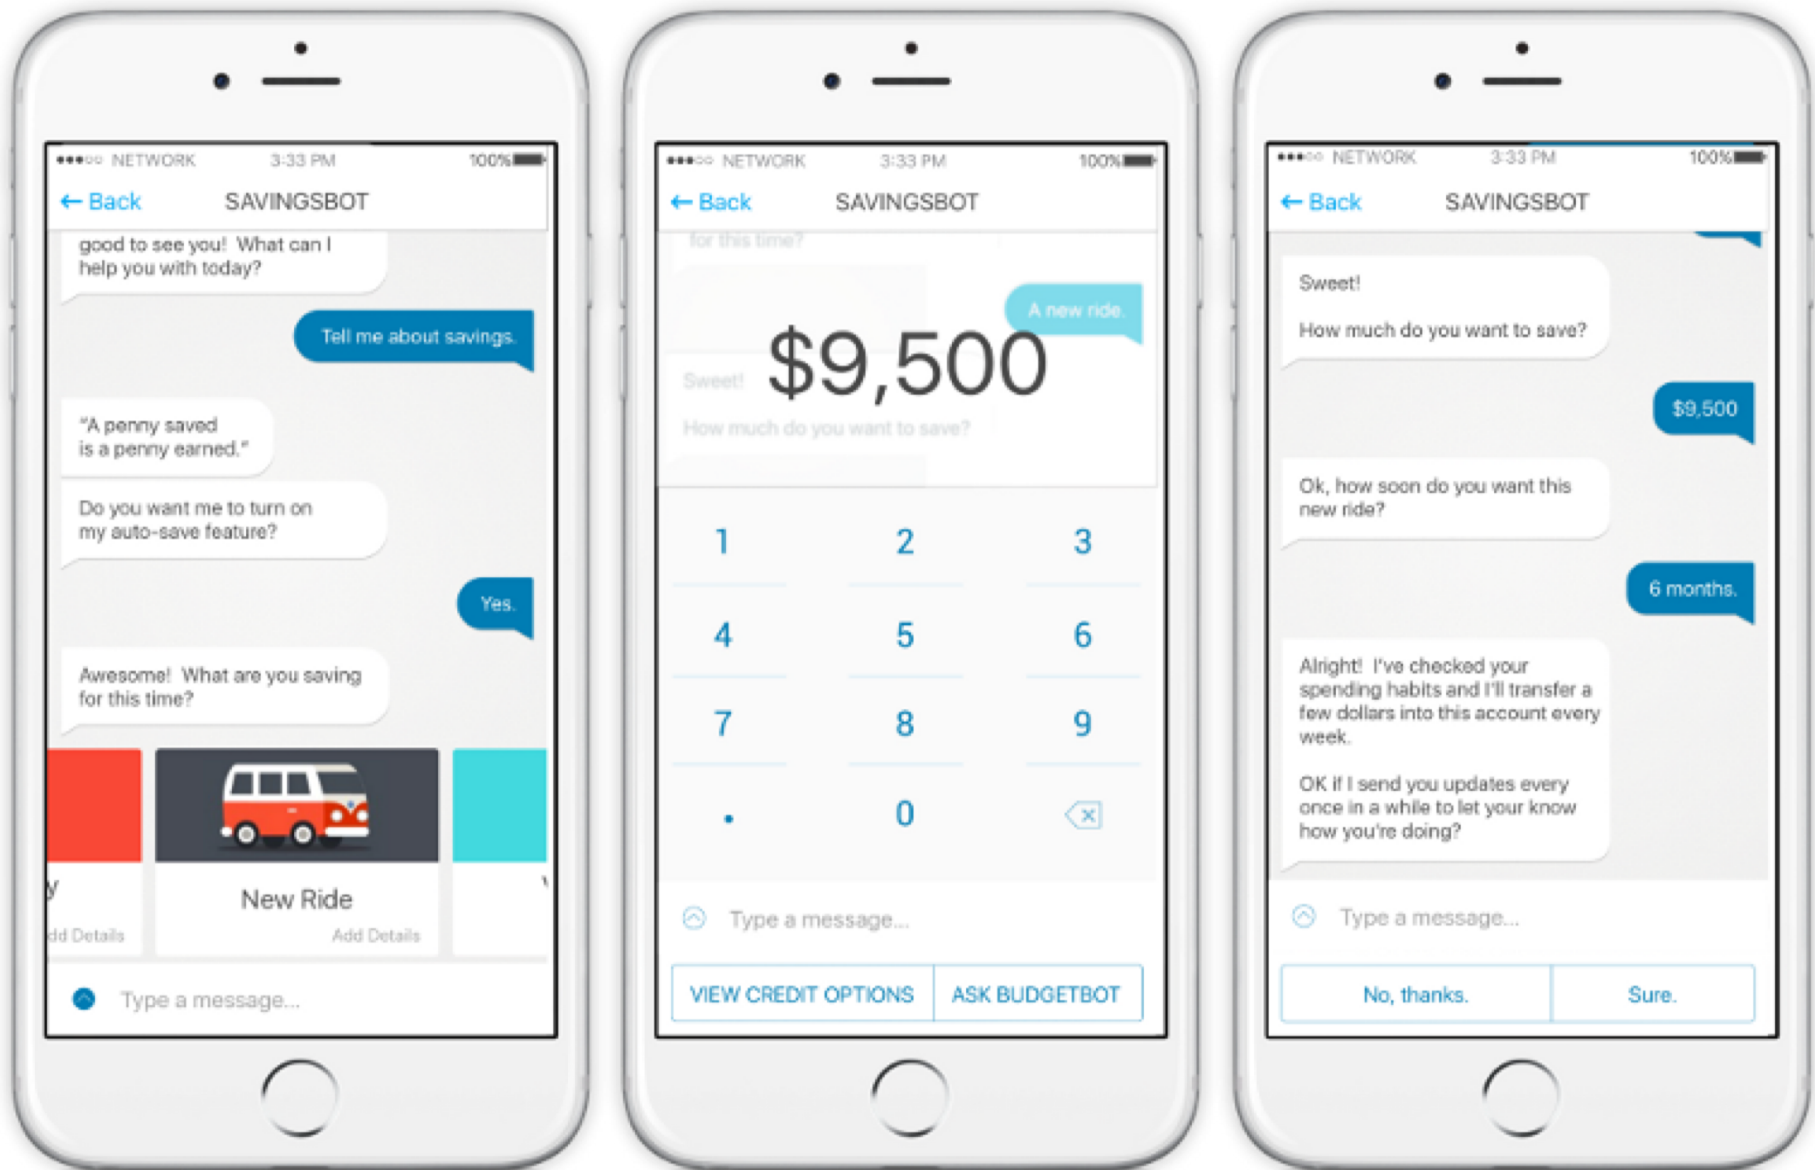 NETWORK 3:33 PM 100%
← Back SAVINGSBOT
good to see you!  What can I
help you with today?
Tell me about savings.
"A penny saved
is a penny earned."
Do you want me to turn on
my auto-save feature?
Yes.
Awesome!  What are you saving
for this time?
y
New Ride
dd Details
Add Details
Type a message...
NETWORK 3:33 PM 100%
← Back SAVINGSBOT
for this time?
A new ride.
$9,500
Sweet!
How much do you want to save?
1 2 3
4 5 6
7 8 9
. 0
Type a message...
VIEW CREDIT OPTIONS ASK BUDGETBOT
NETWORK 3:33 PM 100%
← Back SAVINGSBOT
Sweet!
How much do you want to save?
$9,500
Ok, how soon do you want this
new ride?
6 months.
Alright!  I've checked your
spending habits and I'll transfer a
few dollars into this account every
week.
OK if I send you updates every
once in a while to let your know
how you're doing?
Type a message...
No, thanks. Sure.